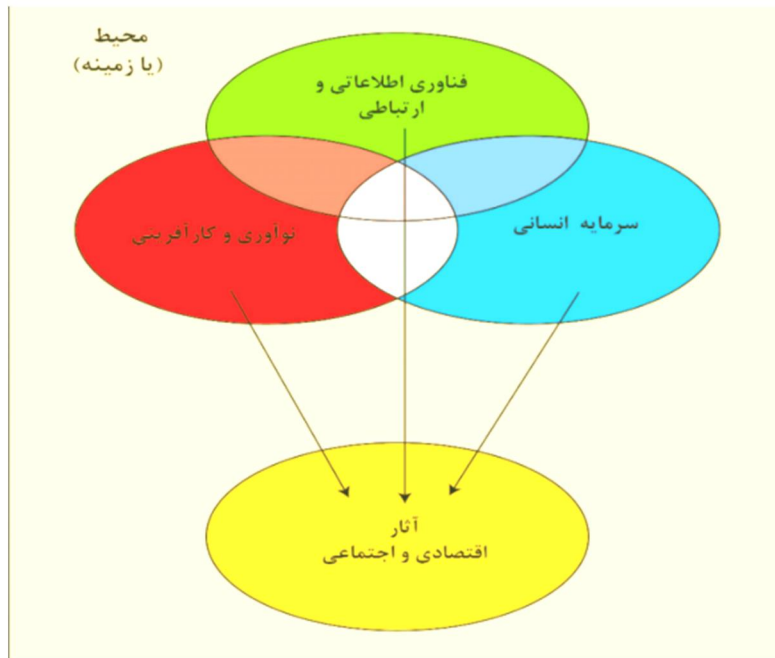 محیط
(یا زمینه)
فناوری اطلاعاتی و
ارتباطی
نوآوری و کارآفرینی
سرمایه انسانی
آثار
اقتصادی و اجتماعی